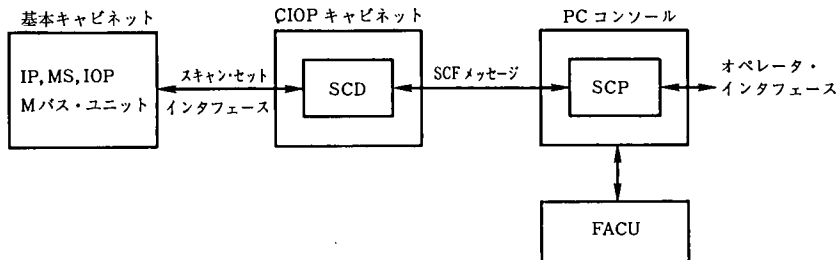 基本キャビネット
CIOP キャビネット
PC コンソール
IP, MS, IOP
Mバス・ユニット
スキャン・セット
インタフェース
SCD
SCFメッセージ
SCP
オペレータ・
インタフェース
FACU